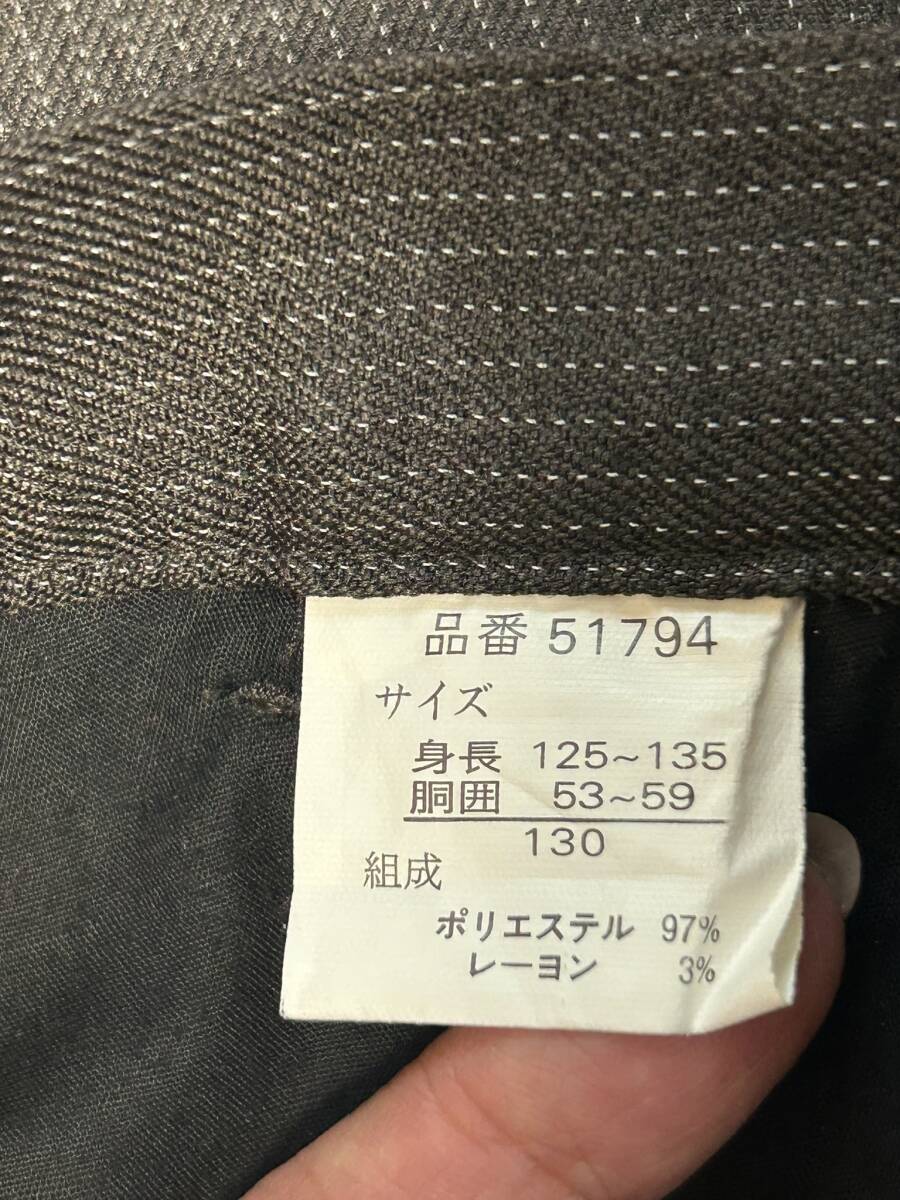 品番 51794
サイズ
身長 125~135
胴囲 53~59
130
組成
ポリエステル 97%
レーヨン 3%